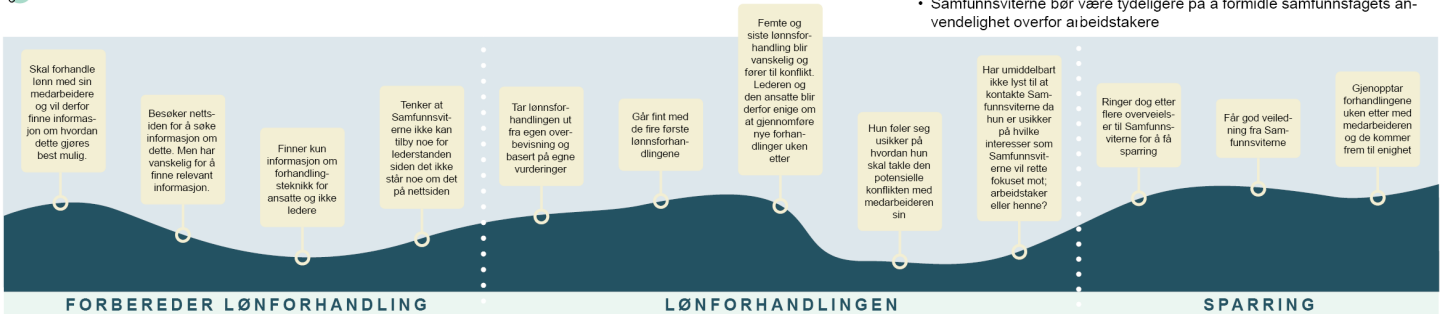 • Samfunnsviterne bør være tydeligere på å formidle samfunnsfagets an-
vendelighet overfor arbeidstakere
Skal forhandle
lønn med sin
medarbeidere
og vil derfor
finne informas-
jon om hvordan
dette gjøres
best mulig.
Besøker netts-
iden for å søke
informasjon om
dette. Men har
vanskelig for å
finne relevant
informasjon.
Finner kun
informasjon om
forhandling-
steknikk for
ansatte og ikke
ledere
Tenker at
Samfunnsvit-
erne ikke kan
tilby noe for
lederstanden
siden det ikke
står noe om det
på nettsiden
Tar lønnsfor-
handlingen ut
fra egen over-
bevisning og
basert på egne
vurderinger
Går fint med
de fire første
lønnsforhan-
dlingene
Femte og
siste lønnsfor-
handling blir
vanskelig og
fører til konflikt.
Lederen og
den ansatte blir
derfor enige om
at gjennomføre
nye forhan-
dlinger uken
etter
Hun føler seg
usikker på
hvordan hun
skal takle den
potensielle
konflikten med
medarbeideren
sin
Har umiddelbart
ikke lyst til at
kontakte Sam-
funnsviterne da
hun er usikker
på hvilke
interesser som
Samfunnsvit-
erne vil rette
fokuset mot;
arbeidstaker
eller henne?
Ringer dog etter
flere overveiels-
er til Samfunns-
viterne for å få
sparring
Får god veiled-
ning fra Sam-
funnsviterne
Gjenopptar
forhandlingene
uken etter med
medarbeideren
og de kommer
frem til enighet
FORBEREDER LØNFORHANDLING
LØNFORHANDLINGEN
SPARRING